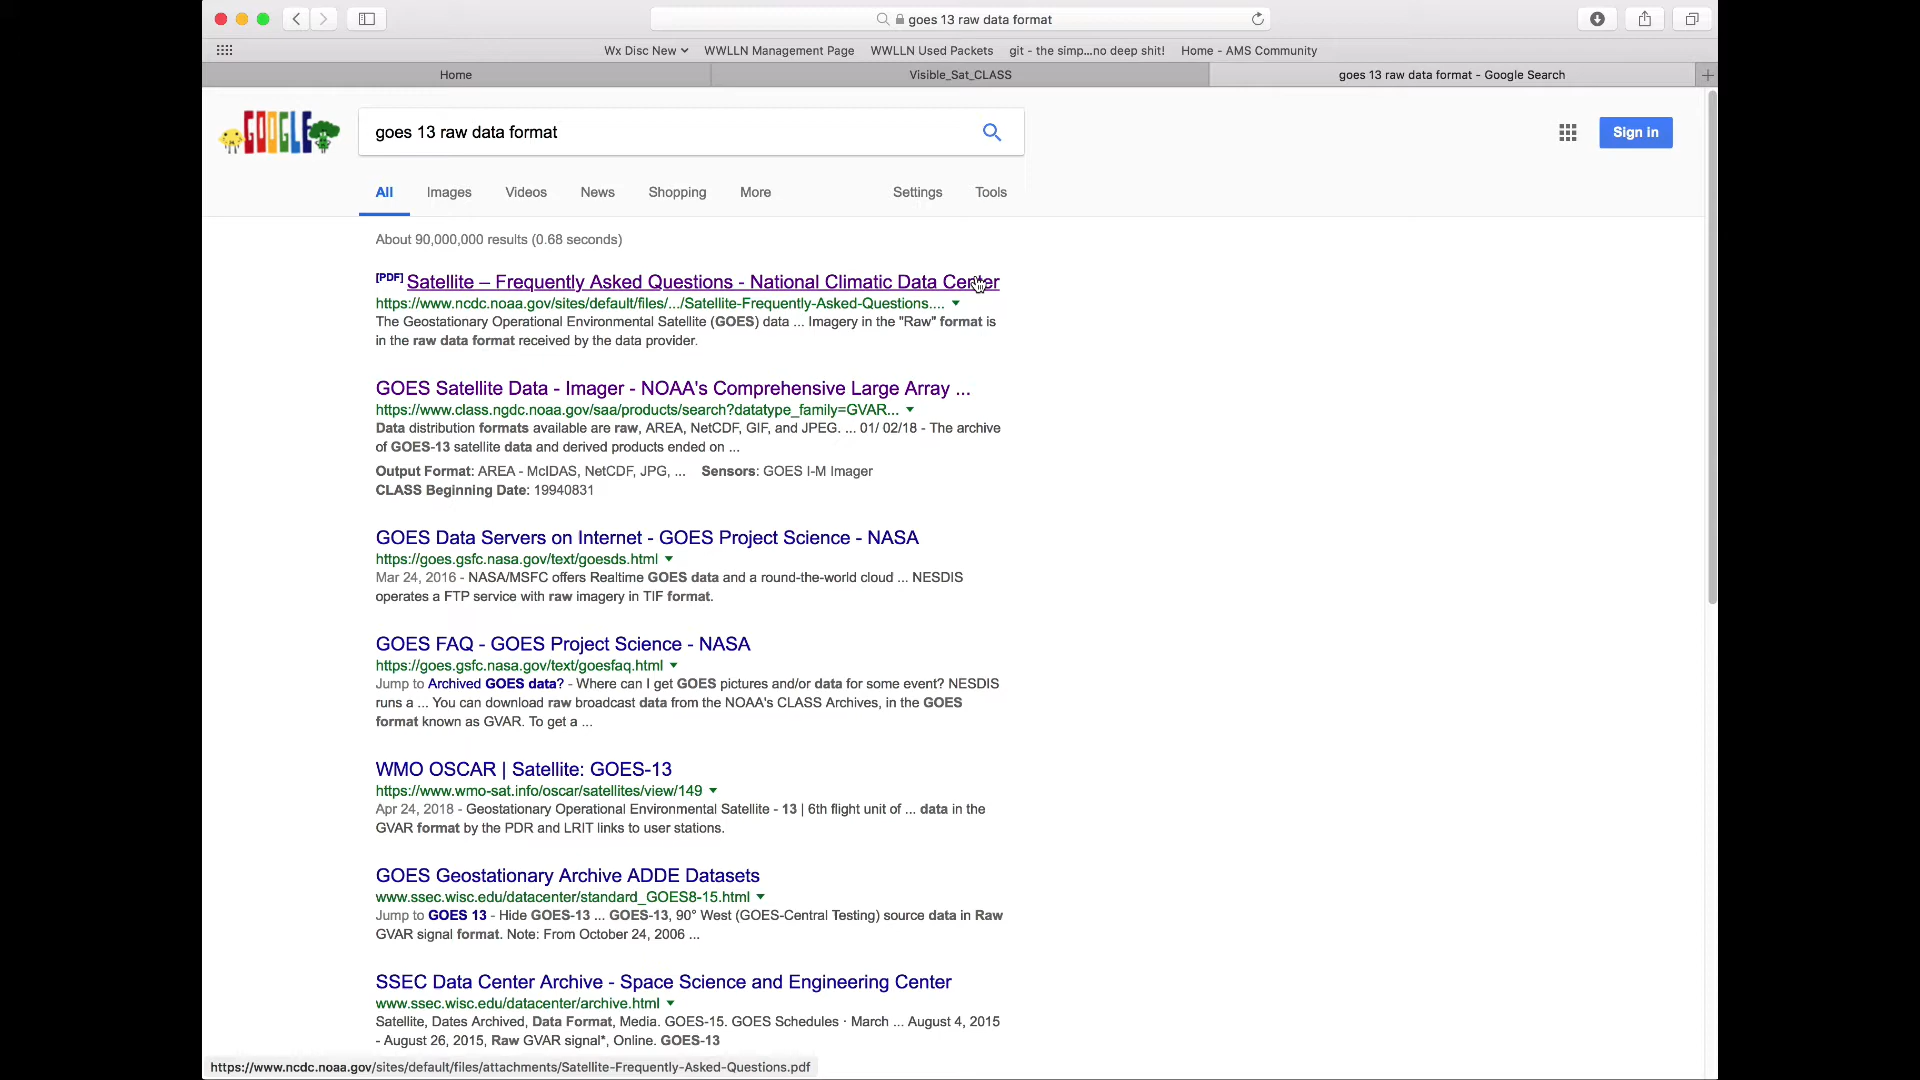 goes 13 raw data format
Wx Disc New
WWLLN Management Page
WWLLN Used Packets
git - the simp...no deep shit!
Home - AMS Community
Home
Visible_Sat_CLASS
goes 13 raw data format - Google Search
GOOGLE
goes 13 raw data format
Sign in
All
Images
Videos
News
Shopping
More
Settings
Tools
About 90,000,000 results (0.68 seconds)
[PDF] Satellite – Frequently Asked Questions - National Climatic Data Center
https://www.ncdc.noaa.gov/sites/default/files/.../Satellite-Frequently-Asked-Questions....
The Geostationary Operational Environmental Satellite (GOES) data ... Imagery in the "Raw" format is
in the raw data format received by the data provider.
GOES Satellite Data - Imager - NOAA's Comprehensive Large Array ...
https://www.class.ngdc.noaa.gov/saa/products/search?datatype_family=GVAR...
Data distribution formats available are raw, AREA, NetCDF, GIF, and JPEG. ... 01/ 02/18 - The archive
of GOES-13 satellite data and derived products ended on ...
Output Format: AREA - McIDAS, NetCDF, JPG, ... Sensors: GOES I-M Imager
CLASS Beginning Date: 19940831
GOES Data Servers on Internet - GOES Project Science - NASA
https://goes.gsfc.nasa.gov/text/goesds.html
Mar 24, 2016 - NASA/MSFC offers Realtime GOES data and a round-the-world cloud ... NESDIS
operates a FTP service with raw imagery in TIF format.
GOES FAQ - GOES Project Science - NASA
https://goes.gsfc.nasa.gov/text/goesfaq.html
Jump to Archived GOES data? - Where can I get GOES pictures and/or data for some event? NESDIS
runs a ... You can download raw broadcast data from the NOAA's CLASS Archives, in the GOES
format known as GVAR. To get a ...
WMO OSCAR | Satellite: GOES-13
https://www.wmo-sat.info/oscar/satellites/view/149
Apr 24, 2018 - Geostationary Operational Environmental Satellite - 13 | 6th flight unit of ... data in the
GVAR format by the PDR and LRIT links to user stations.
GOES Geostationary Archive ADDE Datasets
www.ssec.wisc.edu/datacenter/standard_GOES8-15.html
Jump to GOES 13 - Hide GOES-13 ... GOES-13, 90° West (GOES-Central Testing) source data in Raw
GVAR signal format. Note: From October 24, 2006 ...
SSEC Data Center Archive - Space Science and Engineering Center
www.ssec.wisc.edu/datacenter/archive.html
Satellite, Dates Archived, Data Format, Media. GOES-15. GOES Schedules · March ... August 4, 2015
- August 26, 2015, Raw GVAR signal*, Online. GOES-13
https://www.ncdc.noaa.gov/sites/default/files/attachments/Satellite-Frequently-Asked-Questions.pdf